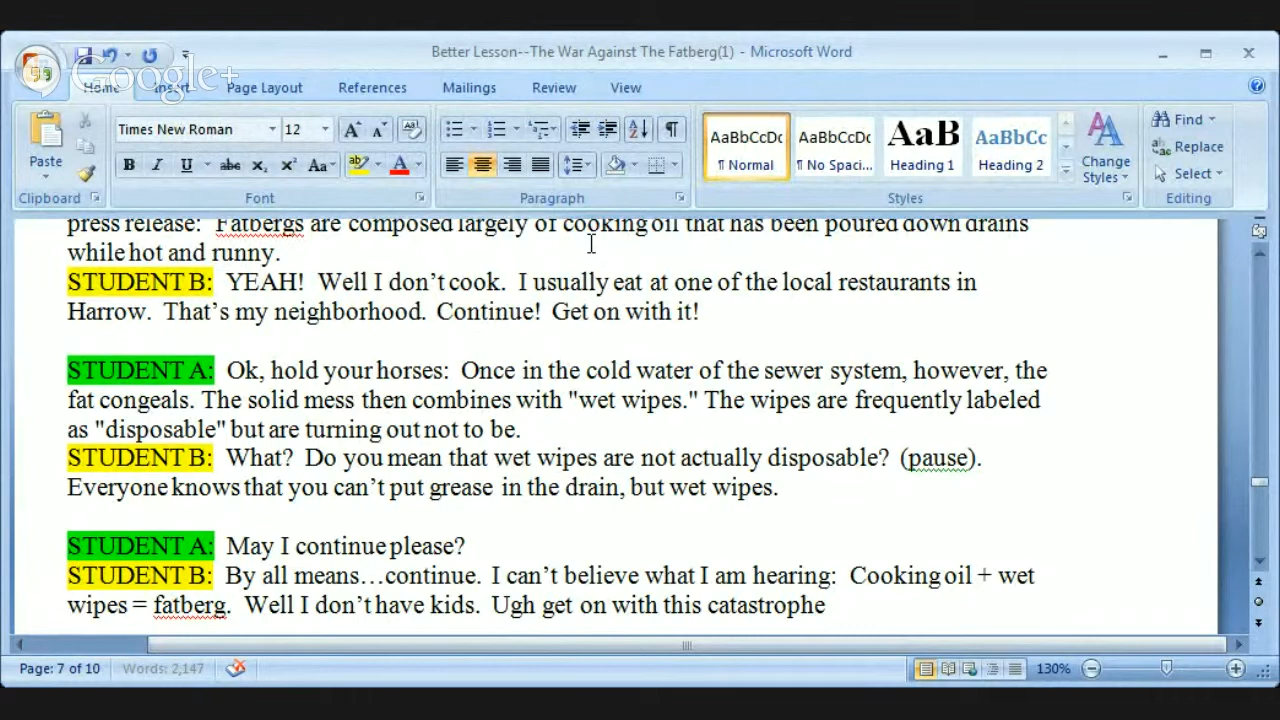 Better Lesson--The War Against The Fatberg(1) - Microsoft Word
Google+
Home Insert Page Layout References Mailings Review View
Times New Roman 12
Paste
Clipboard
Font
Paragraph
AaBbCcDc AaBbCcDc AaB AaBbCc
¶ Normal ¶ No Spaci... Heading 1 Heading 2
Change Styles
Styles
Find
Replace
Select
Editing
press release: Fatbergs are composed largely of cooking oil that has been poured down drains
while hot and runny.
STUDENT B: YEAH! Well I don’t cook. I usually eat at one of the local restaurants in
Harrow. That’s my neighborhood. Continue! Get on with it!
STUDENT A: Ok, hold your horses: Once in the cold water of the sewer system, however, the
fat congeals. The solid mess then combines with "wet wipes." The wipes are frequently labeled
as "disposable" but are turning out not to be.
STUDENT B: What? Do you mean that wet wipes are not actually disposable? (pause).
Everyone knows that you can’t put grease in the drain, but wet wipes.
STUDENT A: May I continue please?
STUDENT B: By all means…continue. I can’t believe what I am hearing: Cooking oil + wet
wipes = fatberg. Well I don’t have kids. Ugh get on with this catastrophe
Page: 7 of 10 Words: 2,147 130%